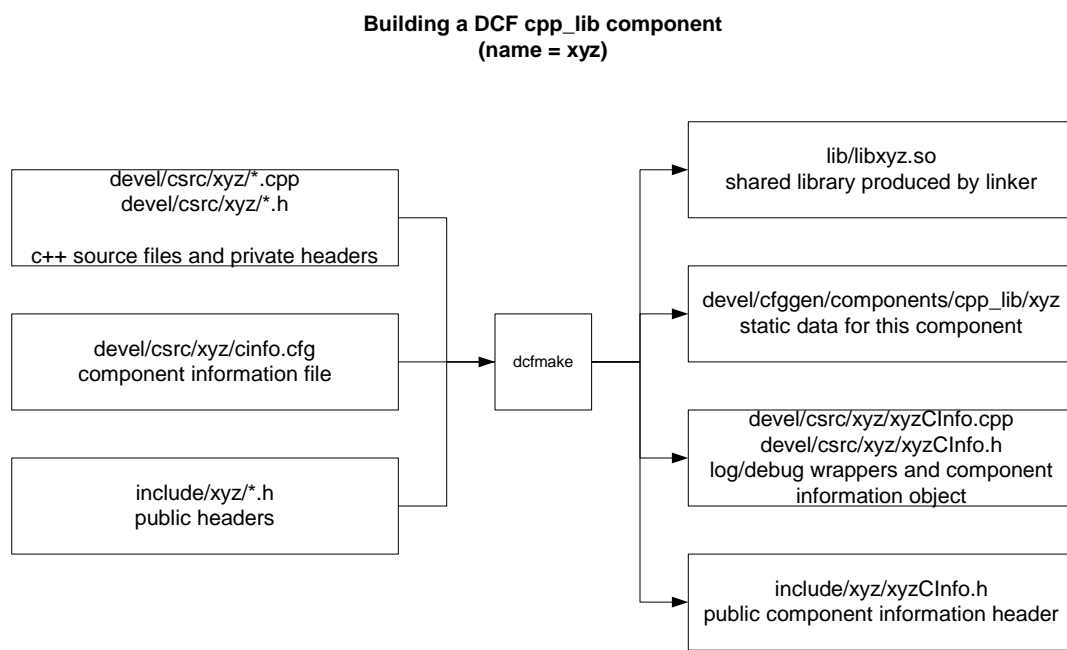 Building a DCF cpp_lib component
(name = xyz)
devel/csrc/xyz/*.cpp
devel/csrc/xyz/*.h
c++ source files and private headers
devel/csrc/xyz/cinfo.cfg
component information file
include/xyz/*.h
public headers
dcfmake
lib/libxyz.so
shared library produced by linker
devel/cfggen/components/cpp_lib/xyz
static data for this component
devel/csrc/xyz/xyzCInfo.cpp
devel/csrc/xyz/xyzCInfo.h
log/debug wrappers and component
information object
include/xyz/xyzCInfo.h
public component information header